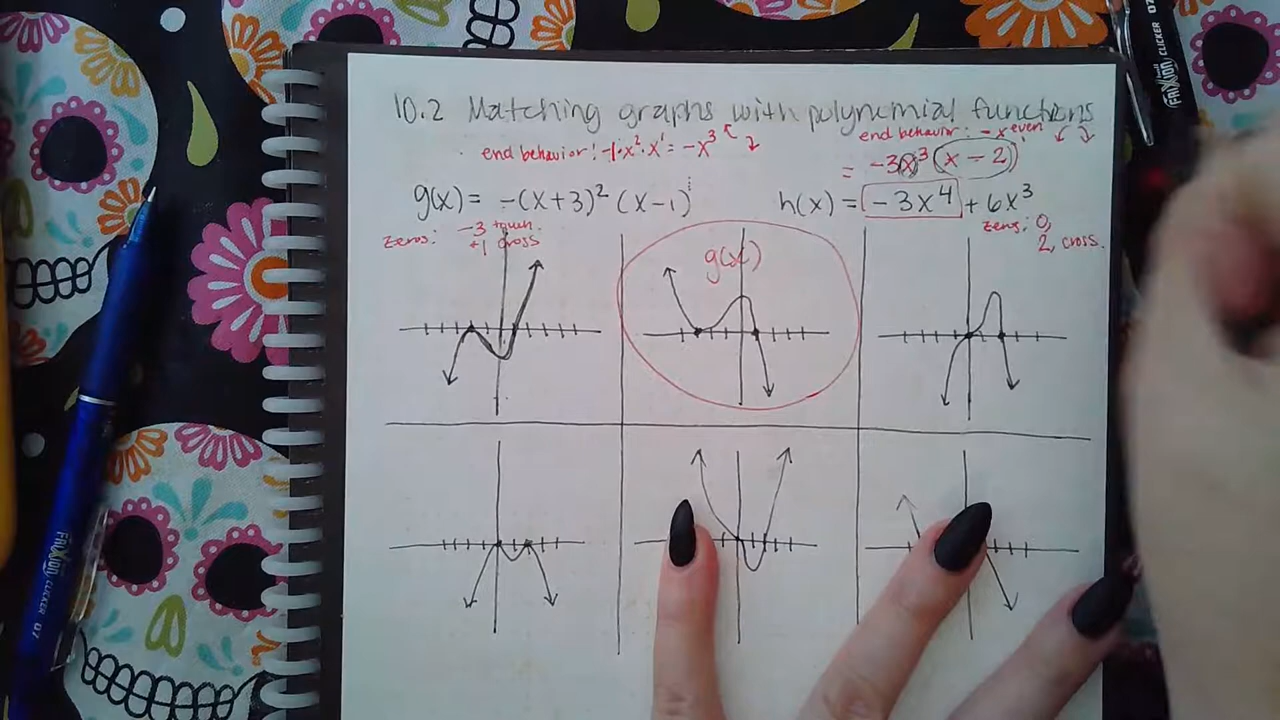 10.2 Matching graphs with polynomial functions
end behavior: -1·x²·x¹ = -x³
end behavior: -x even
= -3x³(x-2)
g(x) = -(x+3)²(x-1)
h(x) = -3x⁴ + 6x³
zeros: -3 touch
+1 cross
zeros: 0,
2, cross.
g(x)
FRIXION CLICKER 07
FRIXION CLICKER 07